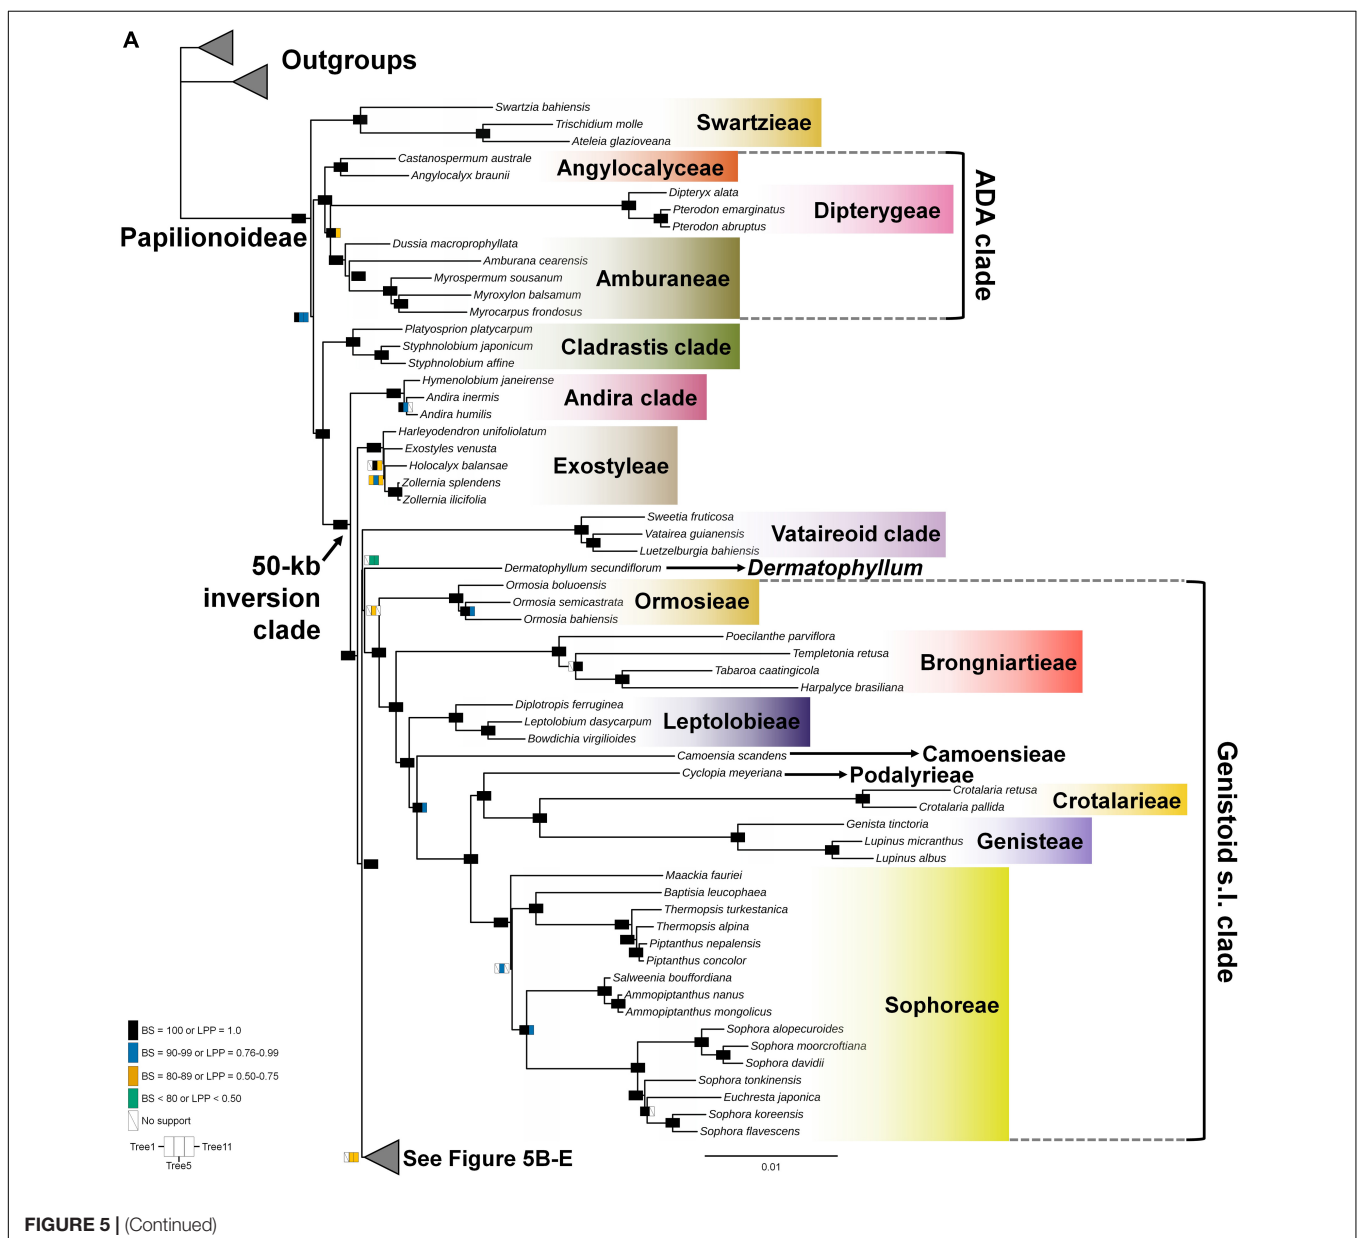 A
Outgroups
Swartzia bahiensis
Trischidium molle
Swartzieae
Ateleia glazioveana
Castanospermum australe
Angylocalyceae
Angylocalyx braunii
Dipteryx alata
Pterodon emarginatus
Dipterygeae
Pterodon abruptus
ADA clade
Papilionoideae
Dussia macroprophyllata
Amburana cearensis
Myrospermum sousanum
Amburaneae
Myroxylon balsamum
Myrocarpus frondosus
Platyosprion platycarpum
Styphnolobium japonicum
Cladrastis clade
Styphnolobium affine
Hymenolobium janeirense
Andira inermis
Andira clade
Andira humilis
Harleyodendron unifoliolatum
Exostyles venusta
Holocalyx balansae
Exostyleae
Zollernia splendens
Zollernia ilicifolia
Sweetia fruticosa
Vatairea guianensis
Vataireoid clade
Luetzelburgia bahiensis
50-kb
inversion
clade
Dermatophyllum secundiflorum
Dermatophyllum
Ormosia boluoensis
Ormosia semicastrata
Ormosieae
Ormosia bahiensis
Poecilanthe parviflora
Templetonia retusa
Brongniartieae
Tabaroa caatingicola
Harpalyce brasiliana
Diplotropis ferruginea
Leptolobium dasycarpum
Leptolobieae
Bowdichia virgilioides
Camoensia scandens
Camoensieae
Cyclopia meyeriana
Podalyrieae
Crotalaria retusa
Crotalarieae
Crotalaria pallida
Genista tinctoria
Lupinus micranthus
Genisteae
Lupinus albus
Genistoid s.l. clade
Maackia fauriei
Baptisia leucophaea
Thermopsis turkestanica
Thermopsis alpina
Piptanthus nepalensis
Piptanthus concolor
Salweenia bouffordiana
Ammopiptanthus nanus
Sophoreae
Ammopiptanthus mongolicus
Sophora alopecuroides
Sophora moorcroftiana
Sophora davidii
Sophora tonkinensis
Euchresta japonica
Sophora koreensis
Sophora flavescens
BS = 100 or LPP = 1.0
BS = 90-99 or LPP = 0.76-0.99
BS = 80-89 or LPP = 0.50-0.75
BS < 80 or LPP < 0.50
No support
Tree1
Tree11
Tree5
See Figure 5B-E
0.01
FIGURE 5 | (Continued)